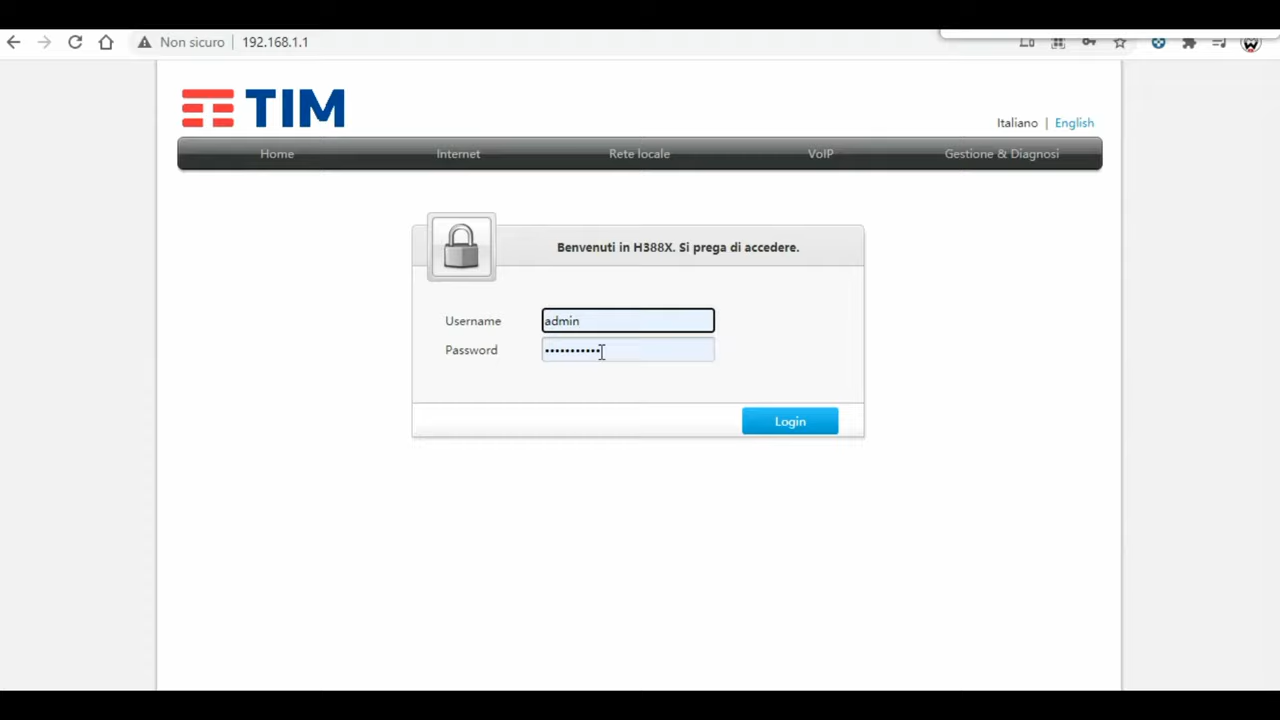 Non sicuro | 192.168.1.1
TIM
Italiano | English
Home Internet Rete locale VoIP Gestione & Diagnosi
Benvenuti in H388X. Si prega di accedere.
Username admin
Password •••••••••••
Login